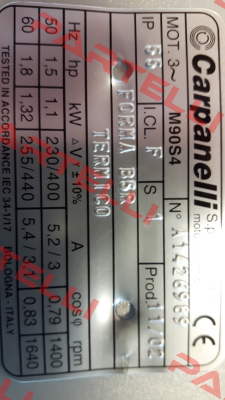 Carpanelli S.p.
moto
CE
MOT. 3~ M90S4 N° A1426969
IP 55 I.CL. F S 1 Prod. 11/02
FORMA B5R
TERMICO
Hz hp kW ΔV Y ±10% A cosφ rpm
50 1,5 1,1 230/400 5,2 / 3 0,79 1400
60 1,8 1,32 255/440 5,4 / 3 0,83 1640
TESTED IN ACCORDANCE IEC 34-1/17 BOLOGNA - ITALY
PARTELLI